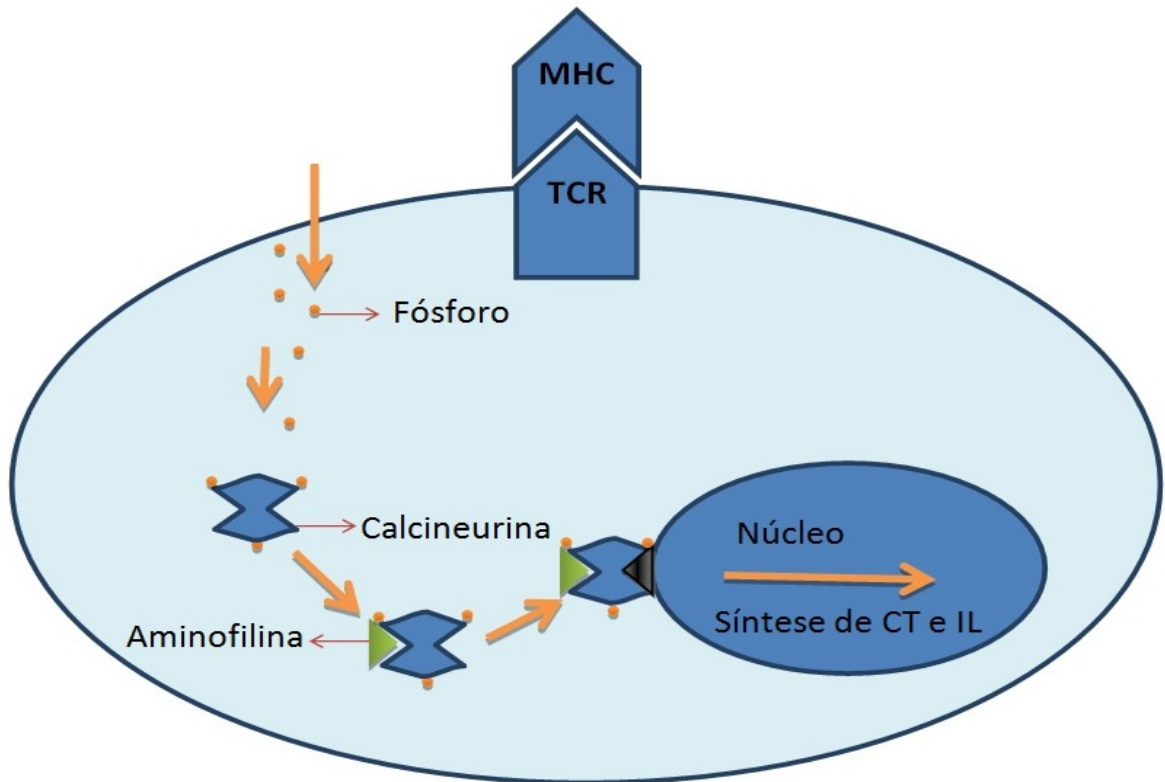 MHC
TCR
Fósforo
Calcineurina
Núcleo
Aminofilina
Síntese de CT e IL